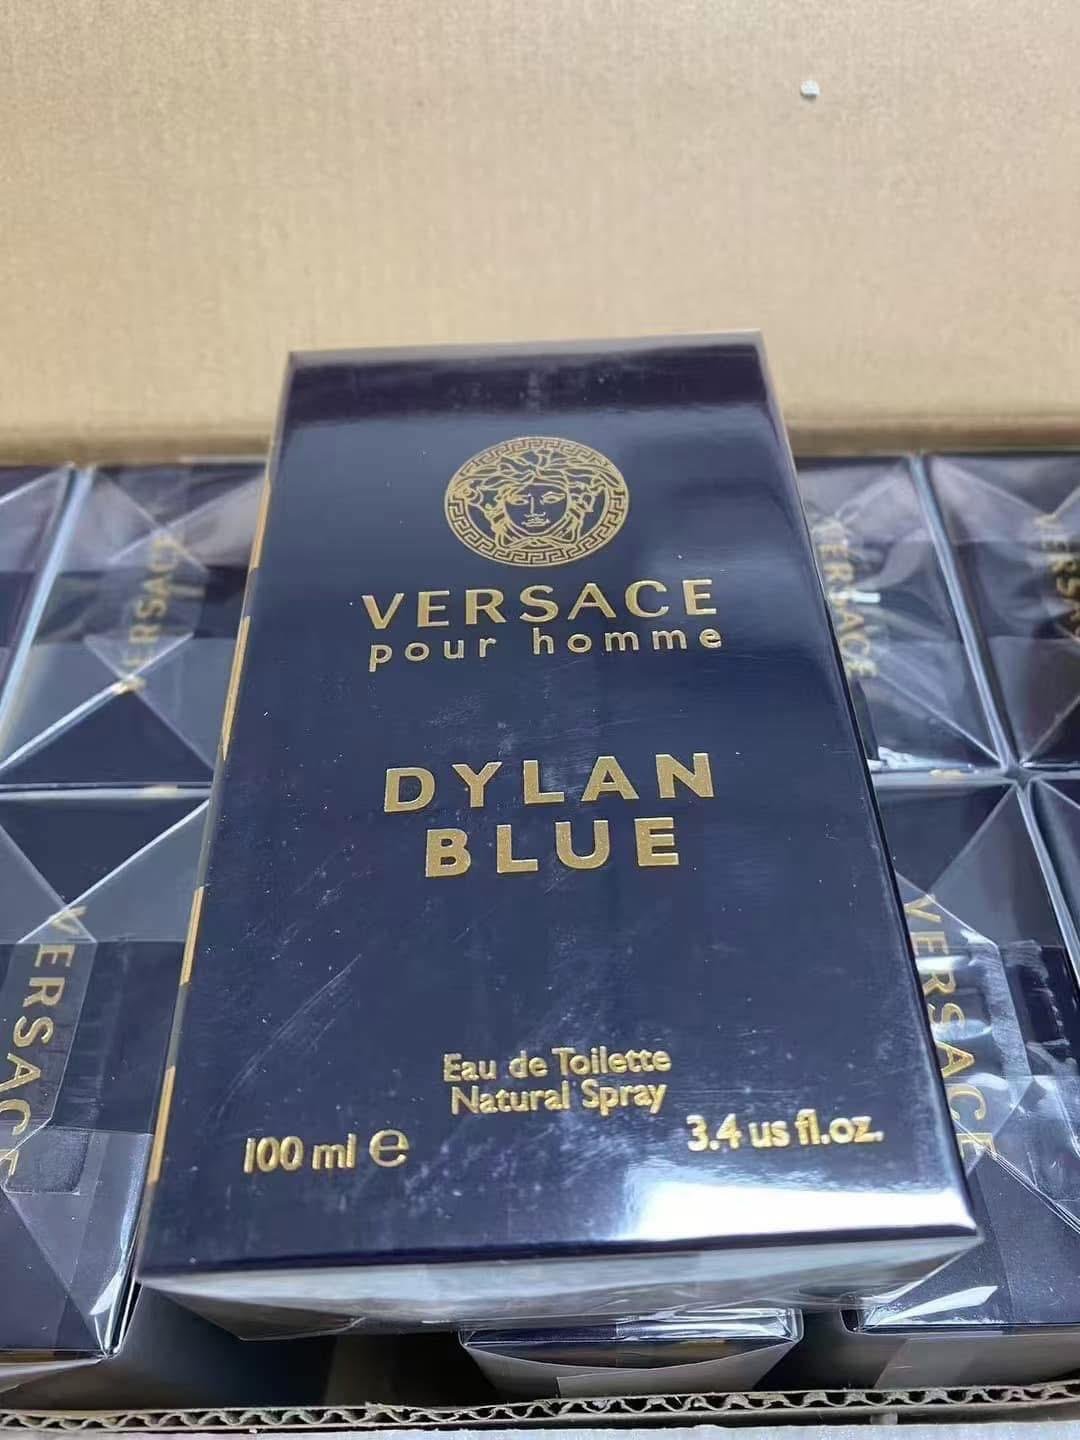 VERSACE
pour homme
DYLAN
BLUE
Eau de Toilette
Natural Spray
100 ml e
3.4 us fl.oz.
VERSACE
VERSACE
VERSACE
VERSACE
VERSACE